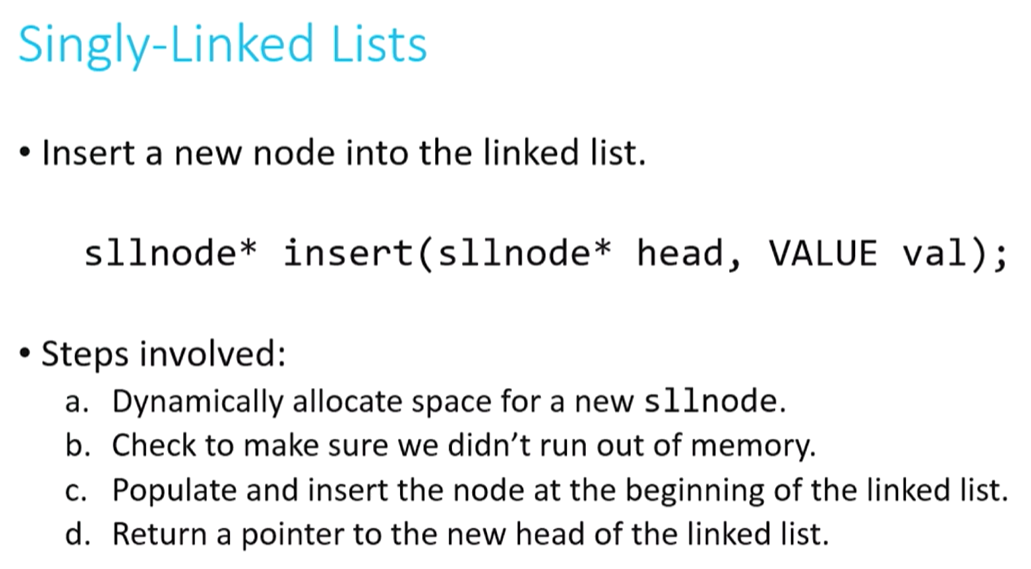 Singly-Linked Lists
• Insert a new node into the linked list.
sllnode* insert(sllnode* head, VALUE val);
• Steps involved:
a. Dynamically allocate space for a new sllnode.
b. Check to make sure we didn’t run out of memory.
c. Populate and insert the node at the beginning of the linked list.
d. Return a pointer to the new head of the linked list.